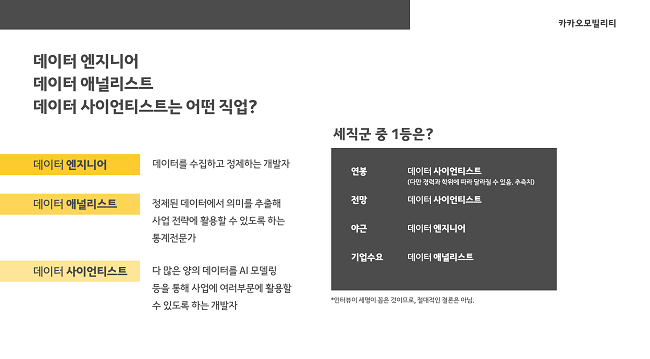 카카오모빌리티
데이터 엔지니어
데이터 애널리스트
데이터 사이언티스트는 어떤 직업?
데이터 엔지니어
데이터를 수집하고 정제하는 개발자
데이터 애널리스트
정제된 데이터에서 의미를 추출해
사업 전략에 활용할 수 있도록 하는
통계전문가
데이터 사이언티스트
다 많은 양의 데이터를 AI 모델링
등을 통해 사업에 여러부문에 활용할
수 있도록 하는 개발자
세직군 중 1등은?
연봉 데이터 사이언티스트
(다만 경력과 학위에 따라 달라질 수 있음, 추측치)
전망 데이터 사이언티스트
야근 데이터 엔지니어
기업수요 데이터 애널리스트
*인터뷰이 세명이 꼽은 것이므로, 절대적인 결론은 아님.